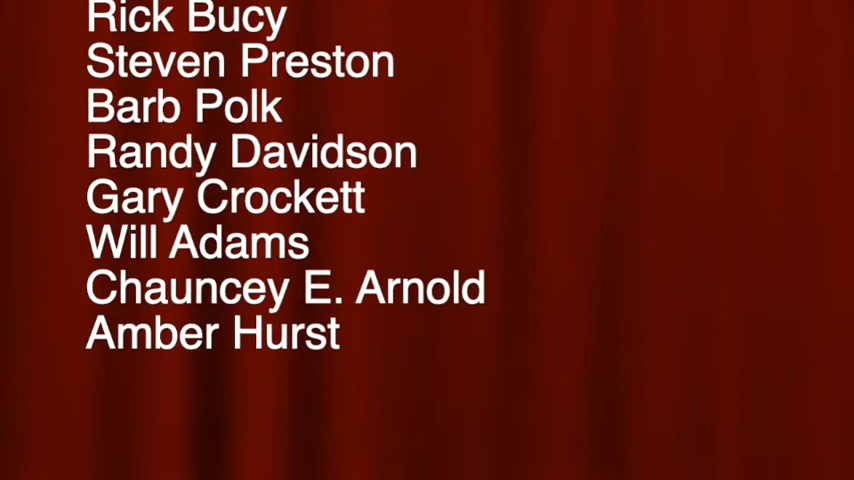 Rick Bucy
Steven Preston
Barb Polk
Randy Davidson
Gary Crockett
Will Adams
Chauncey E. Arnold
Amber Hurst